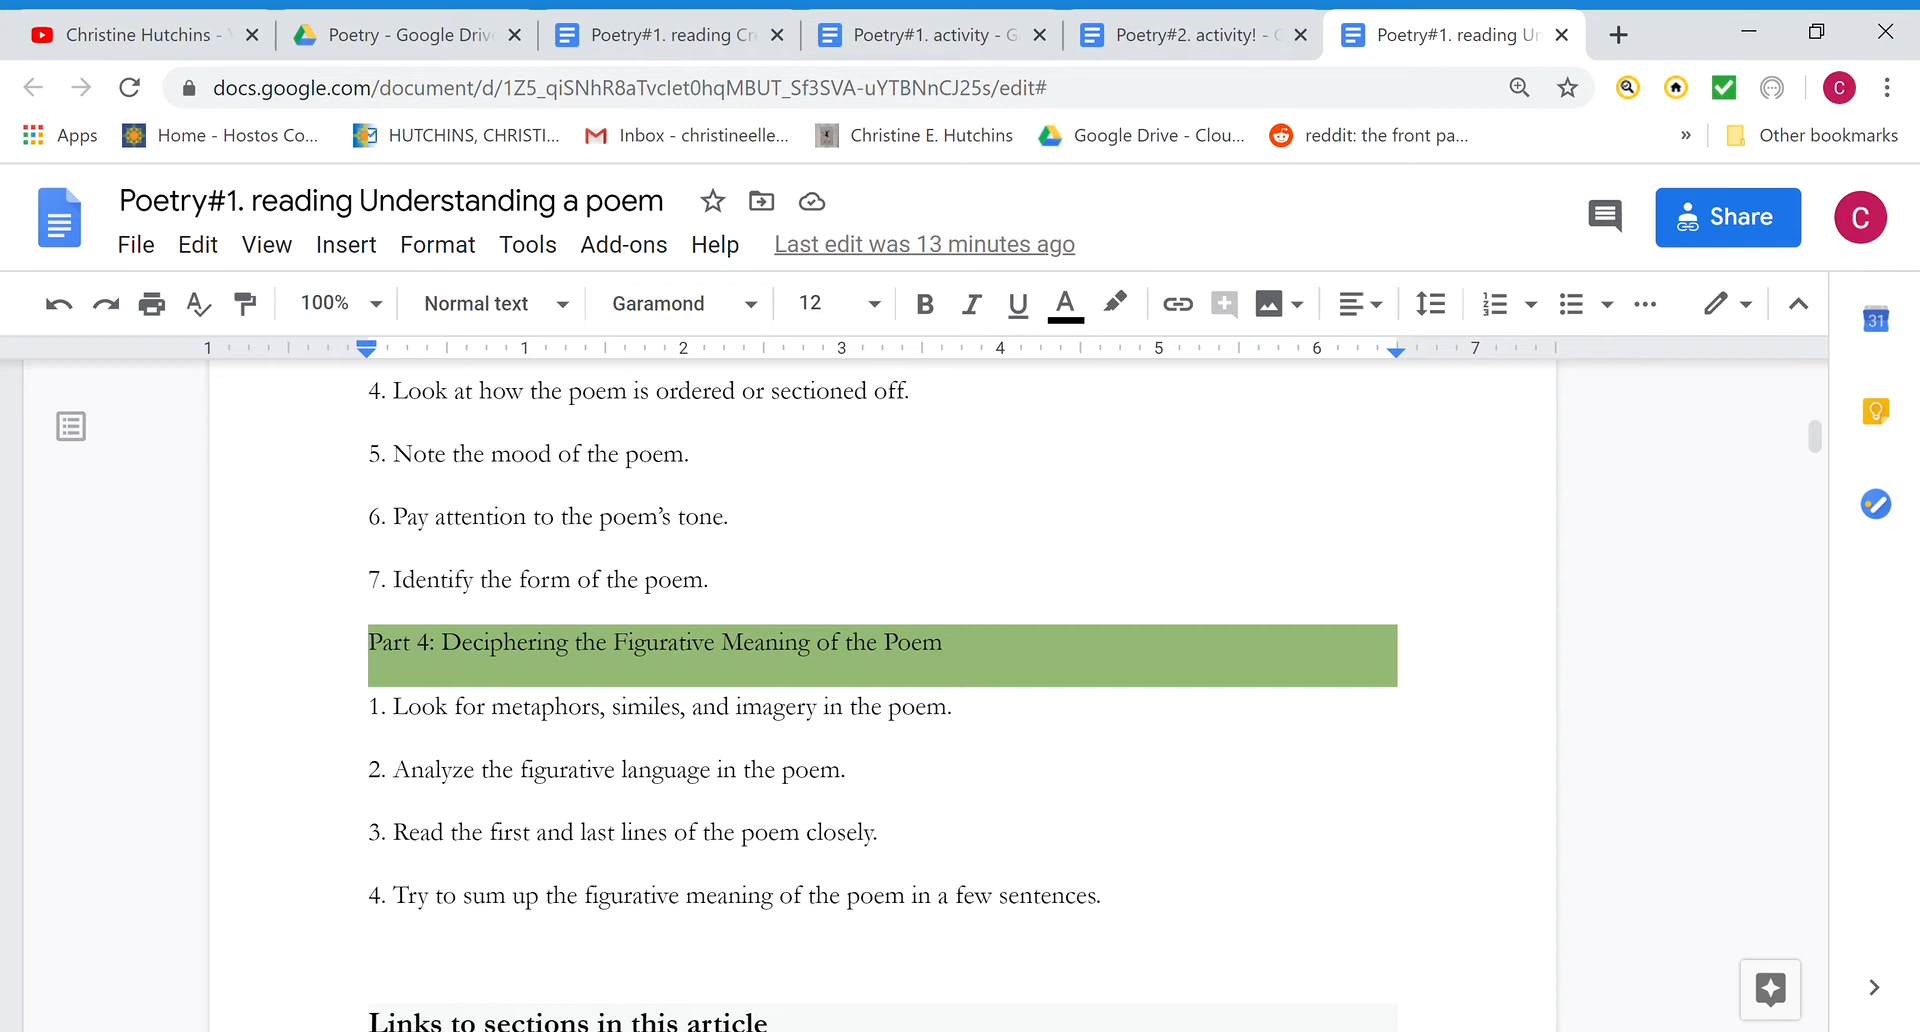 Christine Hutchins -
Poetry - Google Driv
Poetry#1. reading Cr
Poetry#1. activity - G
Poetry#2. activity! - G
Poetry#1. reading Un
docs.google.com/document/d/1Z5_qiSNhR8aTvcIet0hqMBUT_Sf3SVA-uYTBNnCJ25s/edit#
C
Apps
Home - Hostos Co...
HUTCHINS, CHRISTI...
Inbox - christineelle...
Christine E. Hutchins
Google Drive - Clou...
reddit: the front pa...
»
Other bookmarks
Poetry#1. reading Understanding a poem
Share
C
File Edit View Insert Format Tools Add-ons Help Last edit was 13 minutes ago
100% Normal text Garamond 12 B I U A
31
1 1 2 3 4 5 6 7
4. Look at how the poem is ordered or sectioned off.
5. Note the mood of the poem.
6. Pay attention to the poem’s tone.
7. Identify the form of the poem.
Part 4: Deciphering the Figurative Meaning of the Poem
1. Look for metaphors, similes, and imagery in the poem.
2. Analyze the figurative language in the poem.
3. Read the first and last lines of the poem closely.
4. Try to sum up the figurative meaning of the poem in a few sentences.
Links to sections in this article